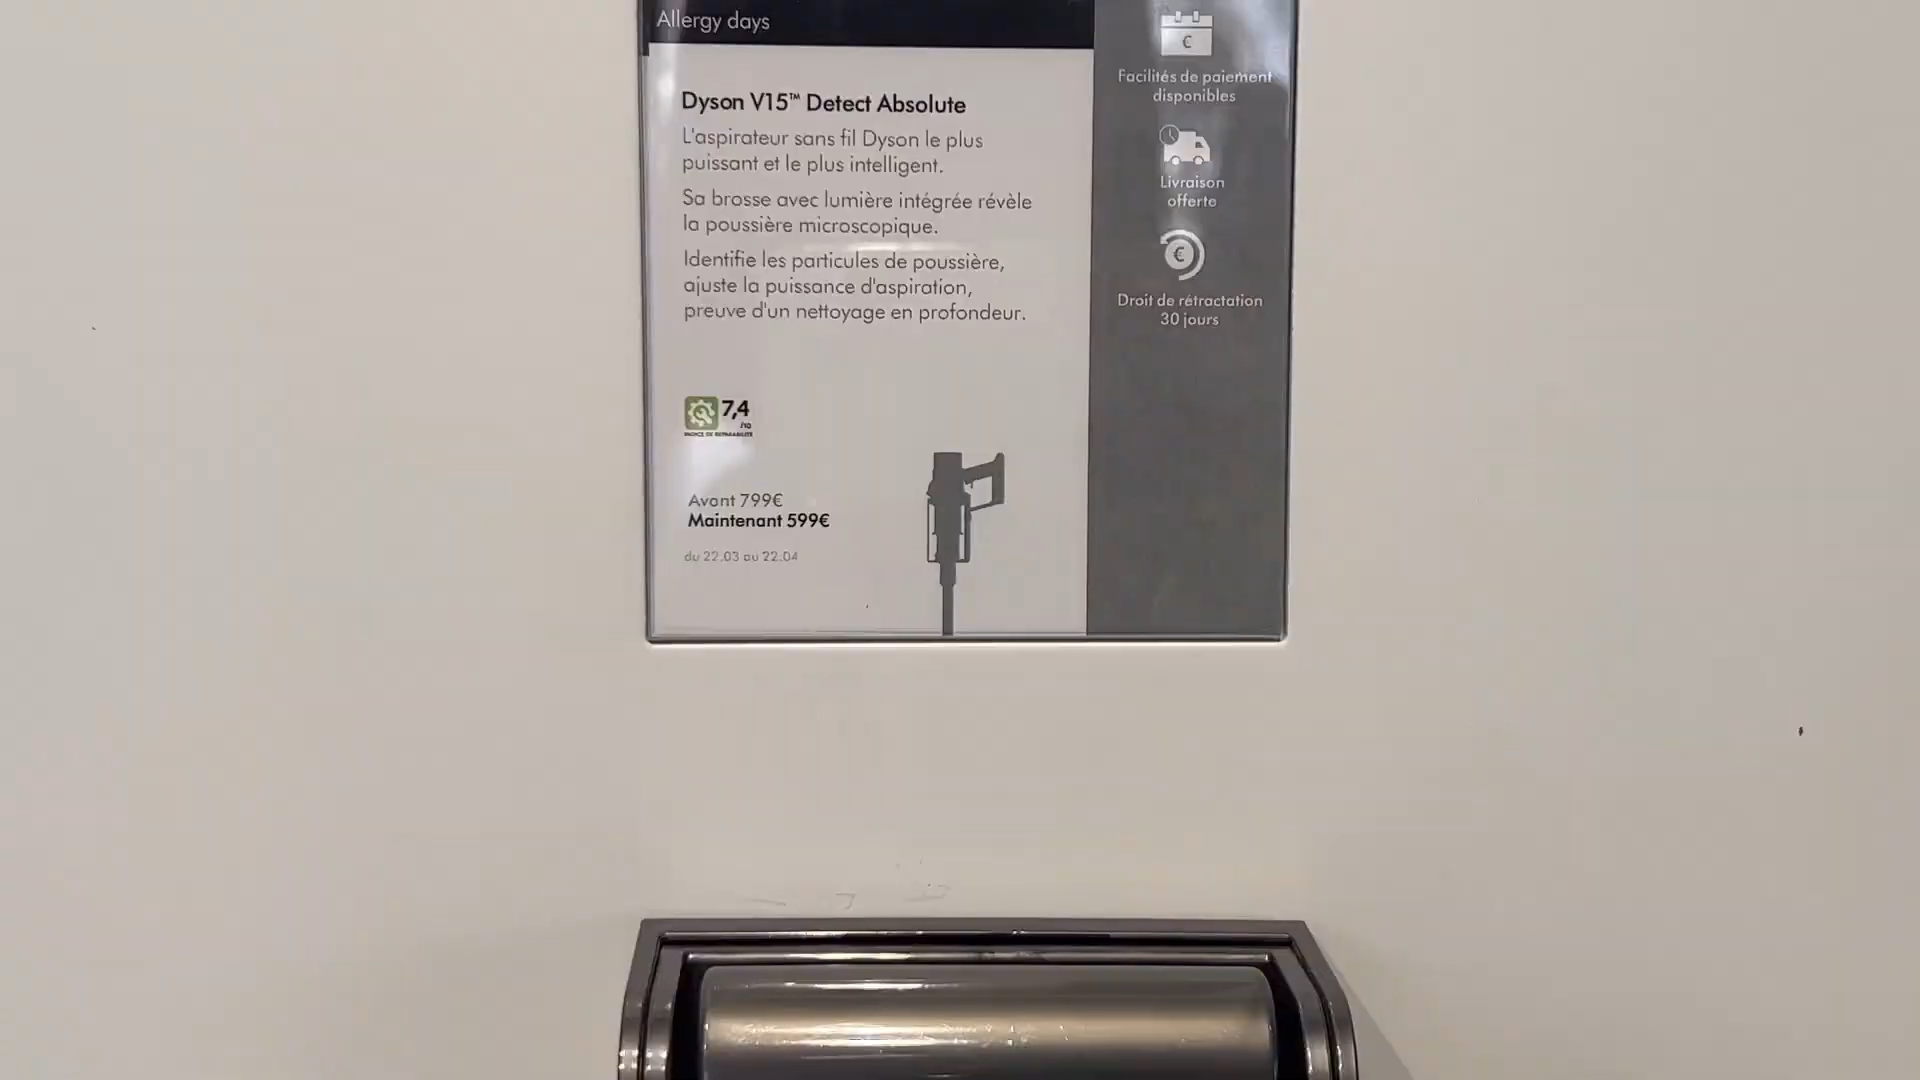 Allergy days
Dyson V15™ Detect Absolute
L'aspirateur sans fil Dyson le plus
puissant et le plus intelligent.
Sa brosse avec lumière intégrée révèle
la poussière microscopique.
Identifie les particules de poussière,
ajuste la puissance d'aspiration,
preuve d'un nettoyage en profondeur.
7,4
/10
INDICE DE RÉPARABILITÉ
Avant 799€
Maintenant 599€
du 22.03 au 22.04
€
Facilités de paiement
disponibles
Livraison
offerte
€
Droit de rétractation
30 jours